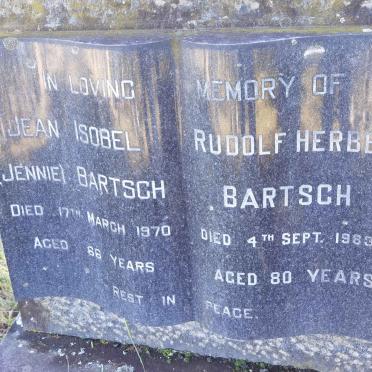 IN LOVING MEMORY OF
JEAN ISOBEL
(JENNIE) BARTSCH
DIED 17TH MARCH 1970
AGED 66 YEARS
RUDOLF HERBE
BARTSCH
DIED 4TH SEPT. 1963
AGED 80 YEARS
REST IN PEACE.